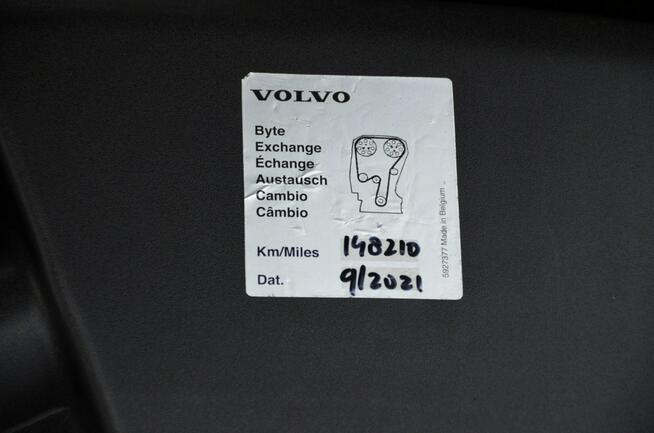 VOLVO
Byte
Exchange
Échange
Austausch
Cambio
Câmbio
Km/Miles 148210
Dat. 9/2021
5927377 Made in Belgium